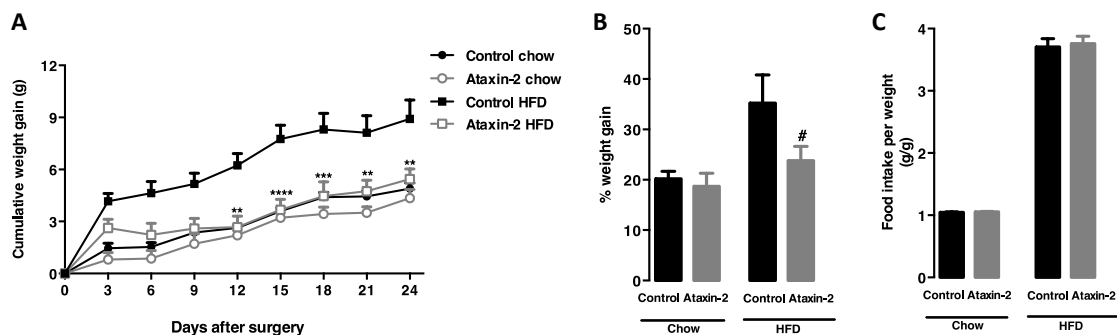 A
Cumulative weight gain (g)
12
9
6
3
0
0 3 6 9 12 15 18 21 24
Days after surgery
** **** *** ** **
Control chow
Ataxin-2 chow
Control HFD
Ataxin-2 HFD
B
% weight gain
50
40
30
20
10
0
#
Control Ataxin-2 Control Ataxin-2
Chow HFD
C
Food intake per weight
(g/g)
4
3
2
1
0
Control Ataxin-2 Control Ataxin-2
Chow HFD